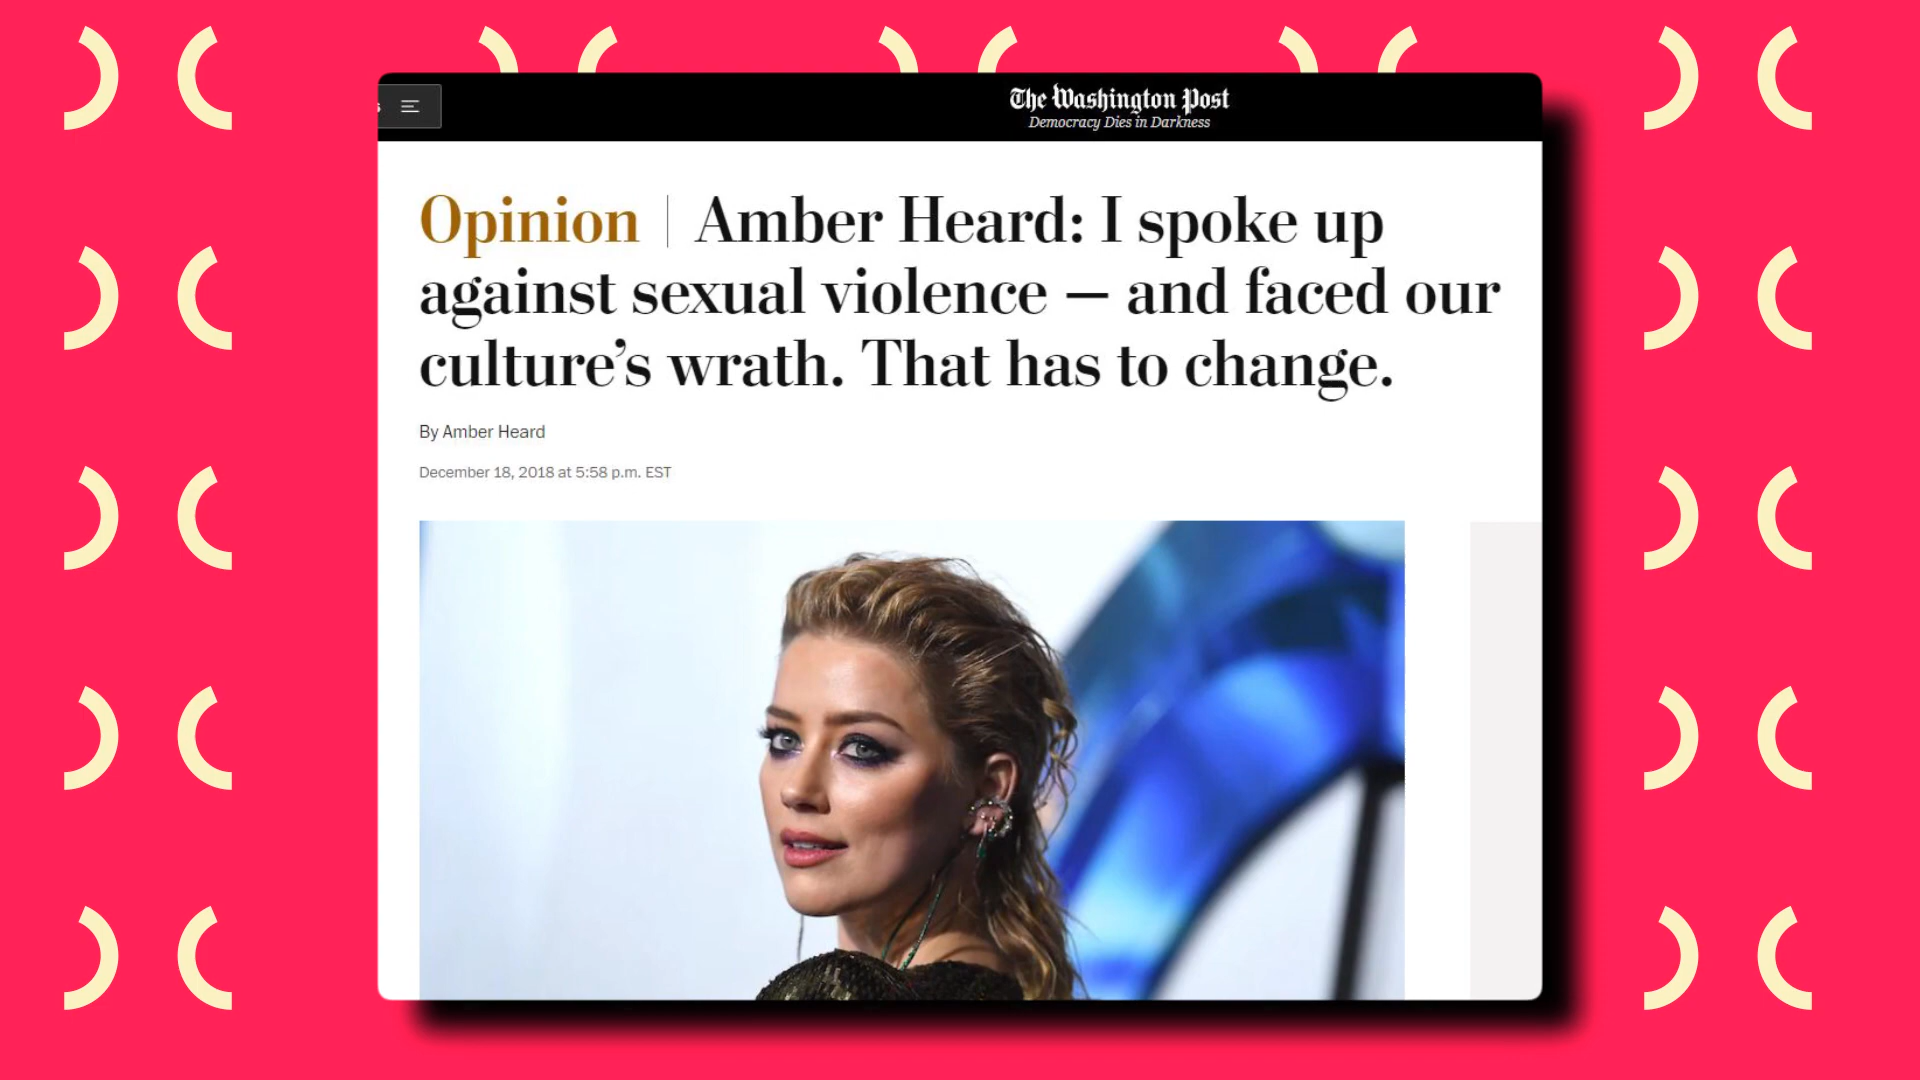 The Washington Post
Democracy Dies in Darkness
Opinion | Amber Heard: I spoke up
against sexual violence — and faced our
culture’s wrath. That has to change.
By Amber Heard
December 18, 2018 at 5:58 p.m. EST